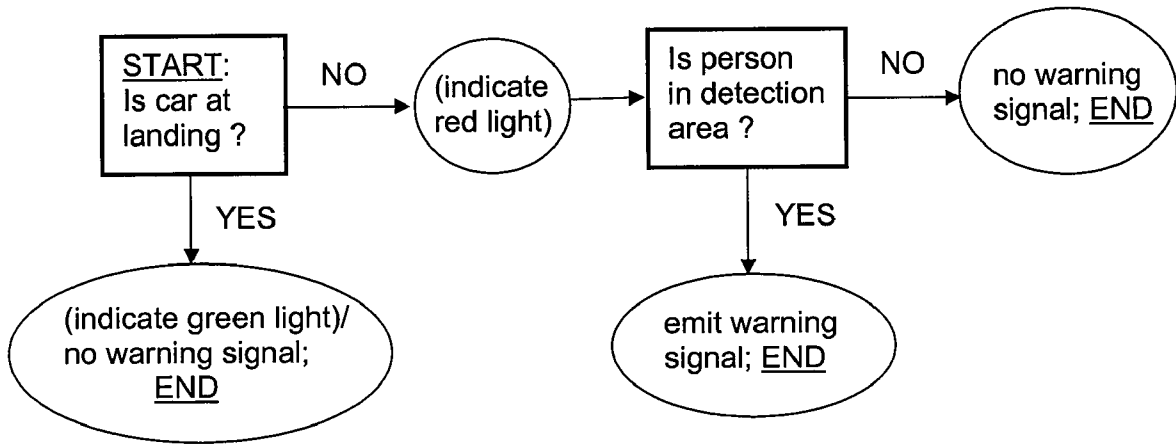 START:
Is car at
landing ?
NO
(indicate
red light)
Is person
in detection
area ?
NO
no warning
signal; END
YES
(indicate green light)/
no warning signal;
END
YES
emit warning
signal; END